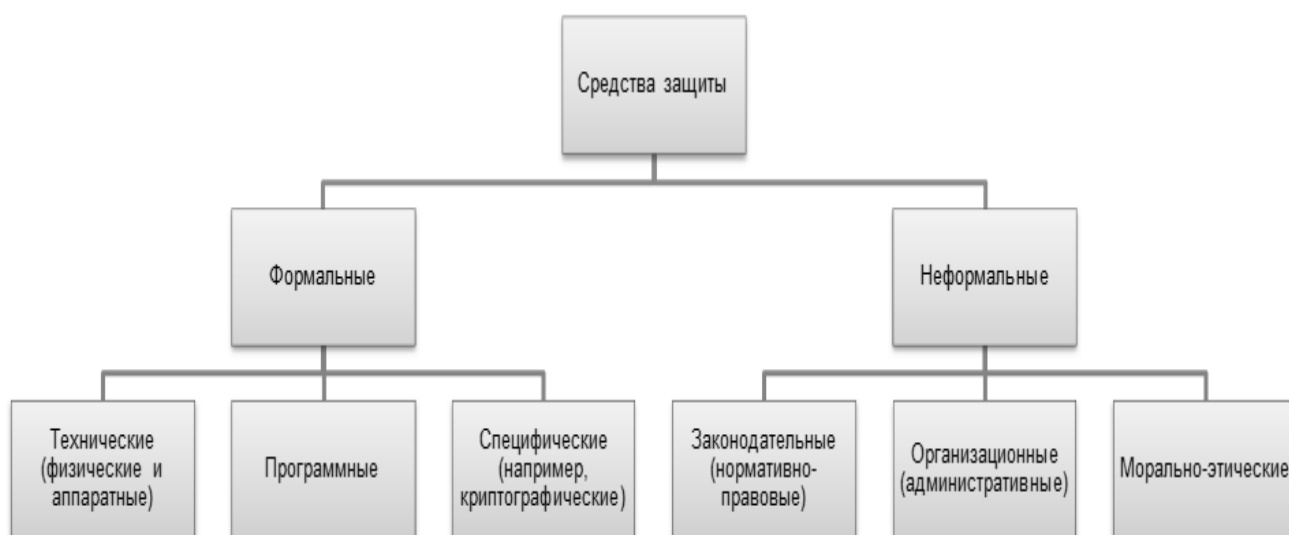 Средства защиты
Формальные
Неформальные
Технические
(физические и
аппаратные)
Программные
Специфические
(например,
криптографические)
Законодательные
(нормативно-
правовые)
Организационные
(административные)
Морально-этические